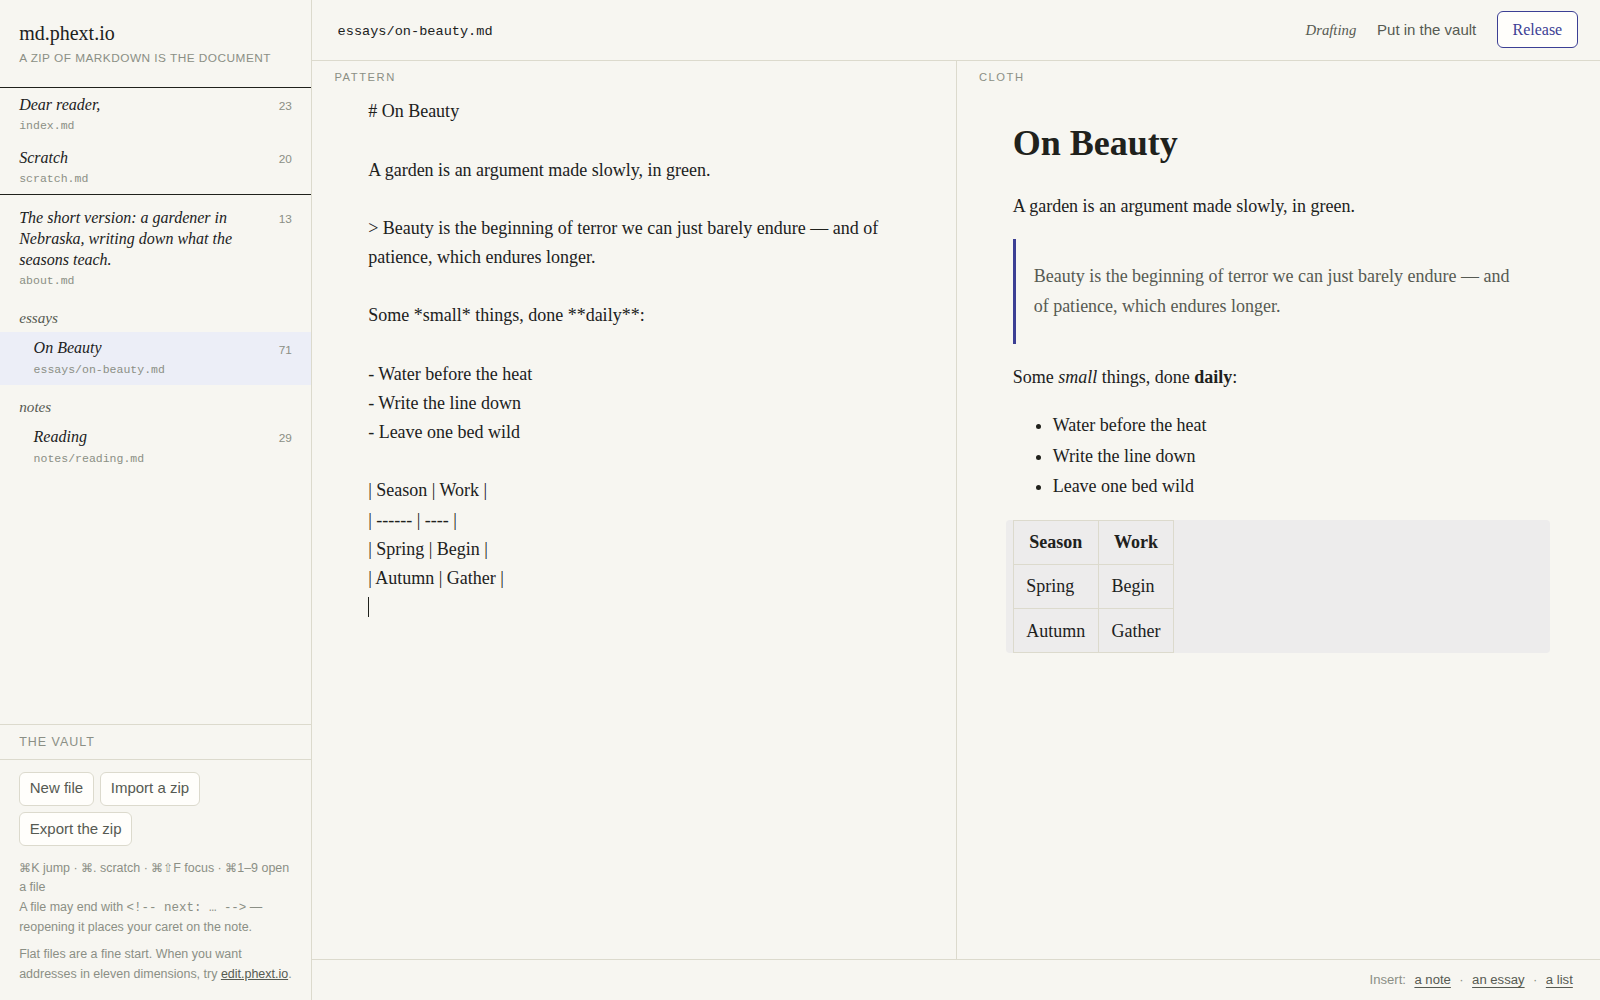 md.phext.io
A ZIP OF MARKDOWN IS THE DOCUMENT
Dear reader, 23
index.md
Scratch 20
scratch.md
The short version: a gardener in 13
Nebraska, writing down what the
seasons teach.
about.md
essays
On Beauty 71
essays/on-beauty.md
notes
Reading 29
notes/reading.md
THE VAULT
New file Import a zip
Export the zip
⌘K jump · ⌘. scratch · ⌘⇧F focus · ⌘1–9 open
a file
A file may end with <!-- next: … --> —
reopening it places your caret on the note.
Flat files are a fine start. When you want
addresses in eleven dimensions, try edit.phext.io.
essays/on-beauty.md
Drafting Put in the vault Release
PATTERN
# On Beauty
A garden is an argument made slowly, in green.
> Beauty is the beginning of terror we can just barely endure — and of
patience, which endures longer.
Some *small* things, done **daily**:
- Water before the heat
- Write the line down
- Leave one bed wild
| Season | Work |
| ------ | ---- |
| Spring | Begin |
| Autumn | Gather |
CLOTH
On Beauty
A garden is an argument made slowly, in green.
Beauty is the beginning of terror we can just barely endure — and
of patience, which endures longer.
Some small things, done daily:
• Water before the heat
• Write the line down
• Leave one bed wild
Season Work
Spring Begin
Autumn Gather
Insert: a note · an essay · a list